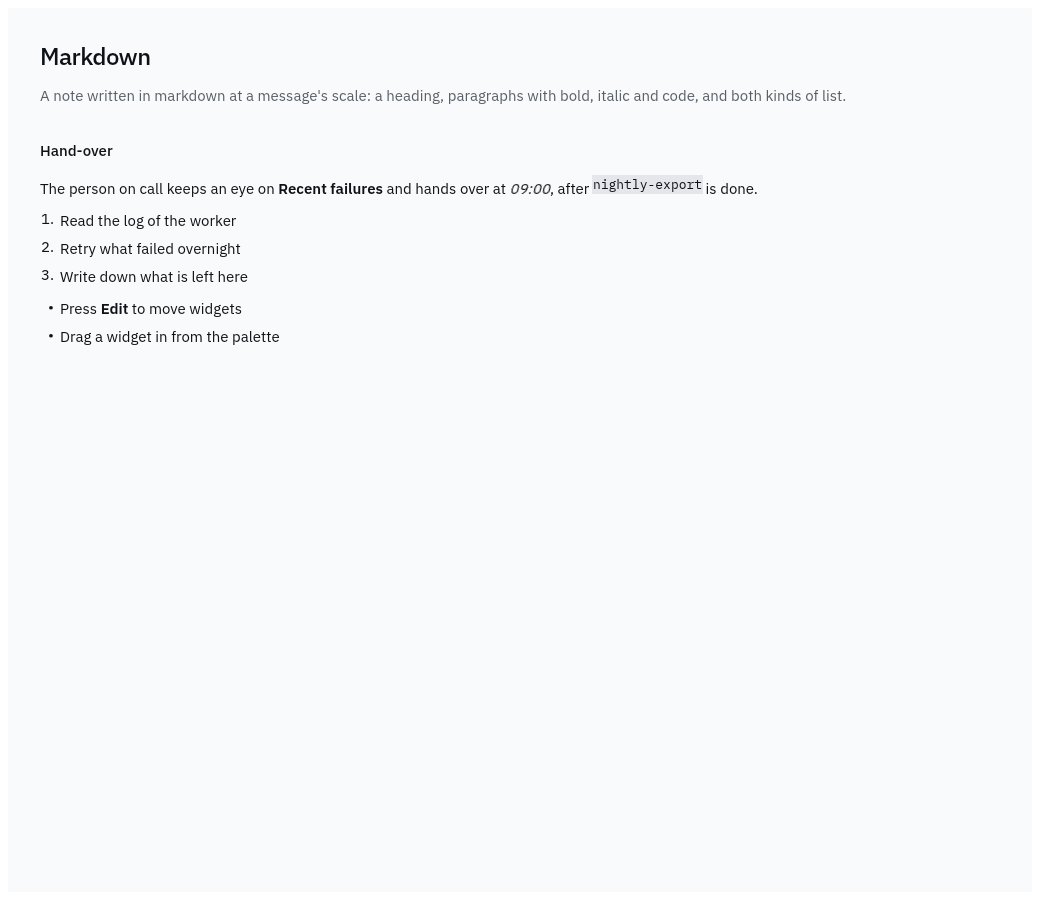 Markdown
A note written in markdown at a message's scale: a heading, paragraphs with bold, italic and code, and both kinds of list.
Hand-over
The person on call keeps an eye on Recent failures and hands over at 09:00, after nightly-export is done.
1. Read the log of the worker
2. Retry what failed overnight
3. Write down what is left here
• Press Edit to move widgets
• Drag a widget in from the palette